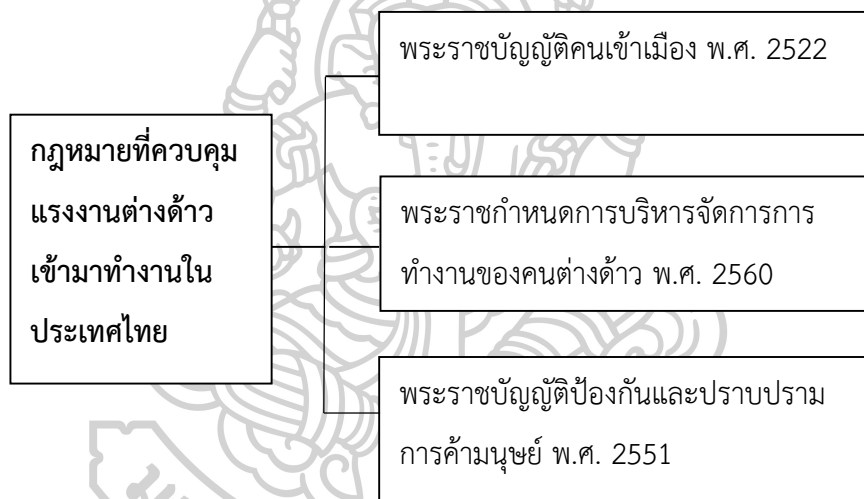 พระราชบัญญัติคนเข้าเมือง พ.ศ. 2522
กฎหมายที่ควบคุม
แรงงานต่างด้าว
เข้ามาทำงานใน
ประเทศไทย
พระราชกำหนดการบริหารจัดการการ
ทำงานของคนต่างด้าว พ.ศ. 2560
พระราชบัญญัติป้องกันและปราบปราม
การค้ามนุษย์ พ.ศ. 2551